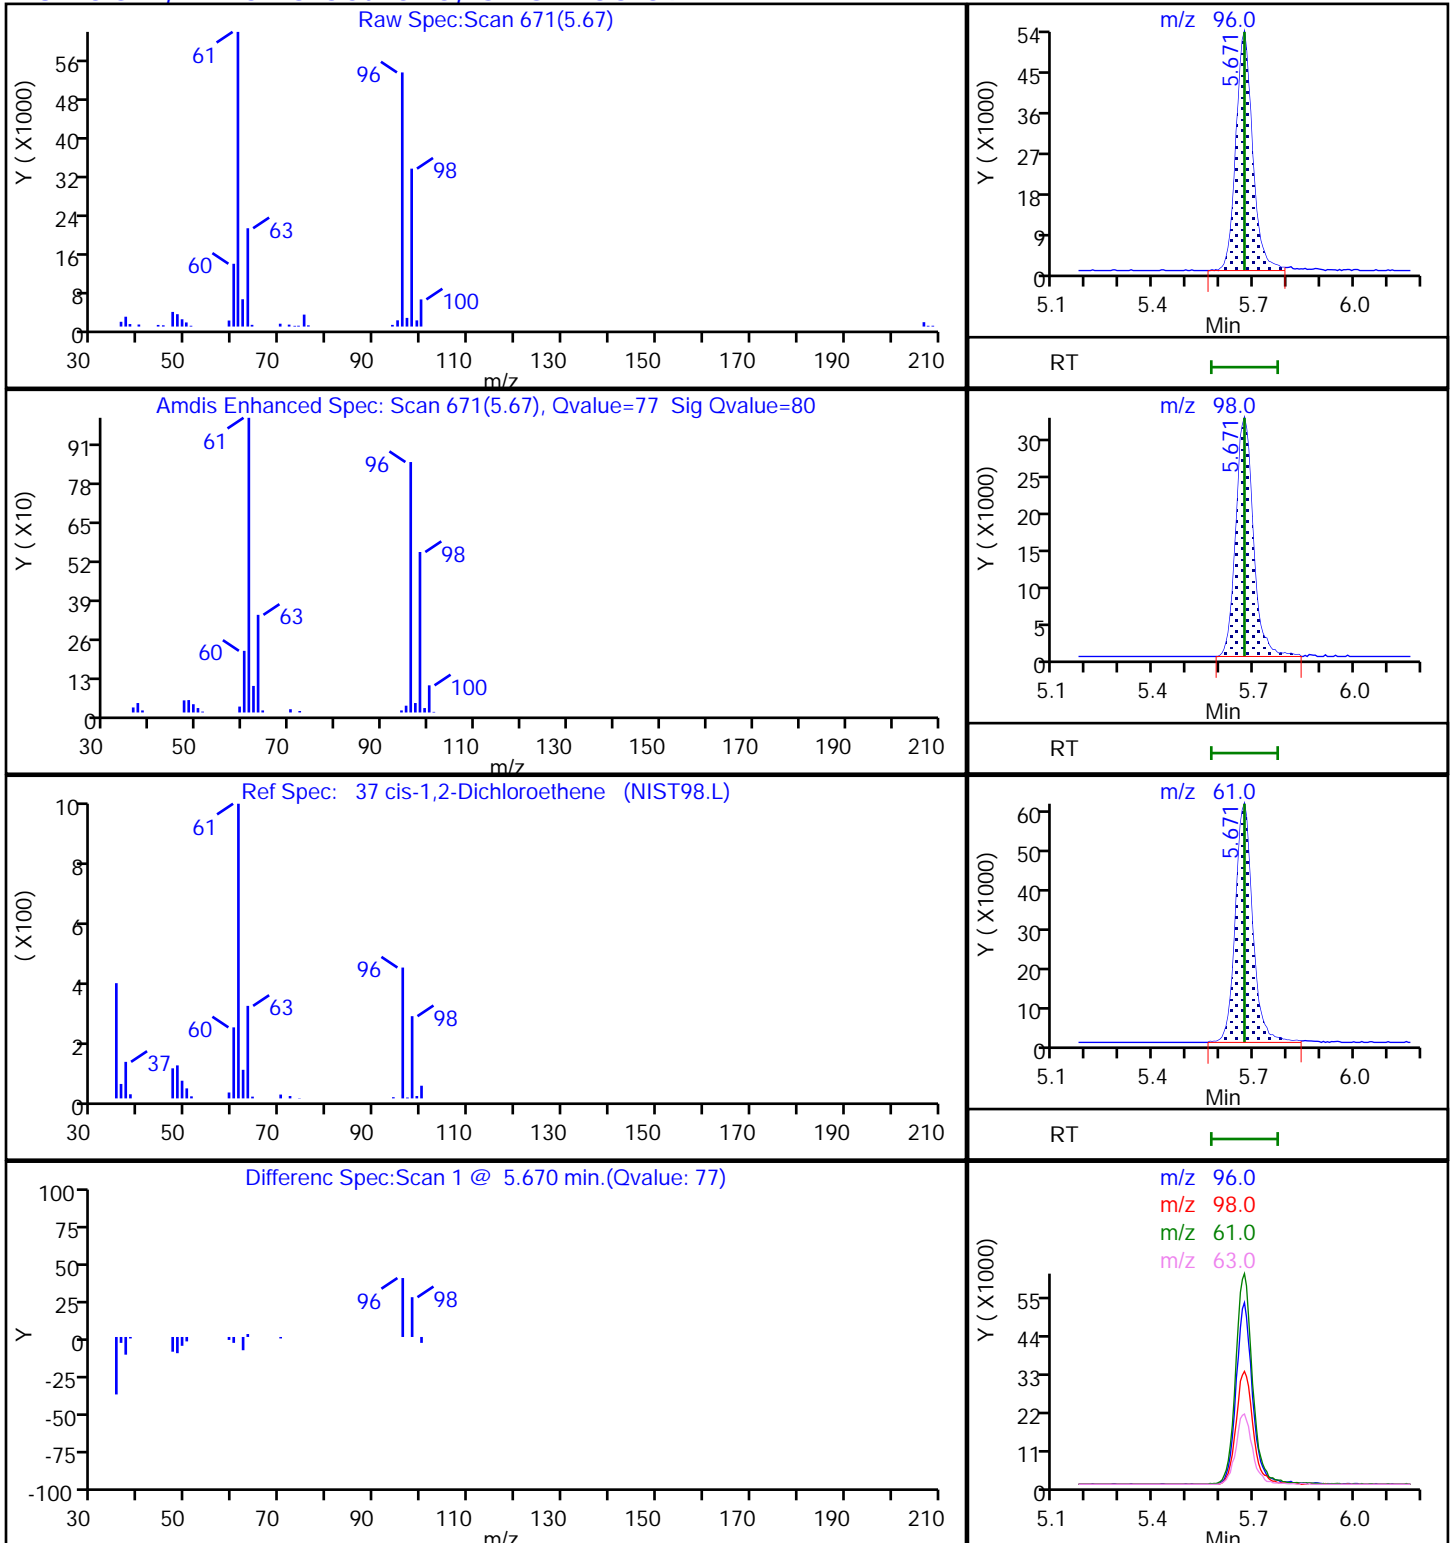 Raw Spec:Scan 671(5.67)
Y ( X1000)
56
48
40
32
24
16
8
0
61
96
98
63
60
100
30 50 70 90 110 130 150 170 190 210
m/z
m/z 96.0
Y ( X1000)
54
45
36
27
18
9
0
5.671
5.1 5.4 5.7 6.0
Min
RT
Amdis Enhanced Spec: Scan 671(5.67), Qvalue=77 Sig Qvalue=80
Y ( X10)
91
78
65
52
39
26
13
0
61
96
98
63
60
100
30 50 70 90 110 130 150 170 190 210
m/z
m/z 98.0
Y ( X1000)
30
25
20
15
10
5
0
5.671
5.1 5.4 5.7 6.0
Min
RT
Ref Spec: 37 cis-1,2-Dichloroethene (NIST98.L)
( X100)
10
8
6
4
2
0
61
96
63
98
60
37
30 50 70 90 110 130 150 170 190 210
m/z 61.0
Y ( X1000)
60
50
40
30
20
10
0
5.671
5.1 5.4 5.7 6.0
Min
RT
Differenc Spec:Scan 1 @ 5.670 min.(Qvalue: 77)
Y
100
75
50
25
0
-25
-50
-75
-100
96
98
30 50 70 90 110 130 150 170 190 210
m/z
m/z 96.0
m/z 98.0
m/z 61.0
m/z 63.0
Y ( X1000)
55
44
33
22
11
0
5.1 5.4 5.7 6.0
Min